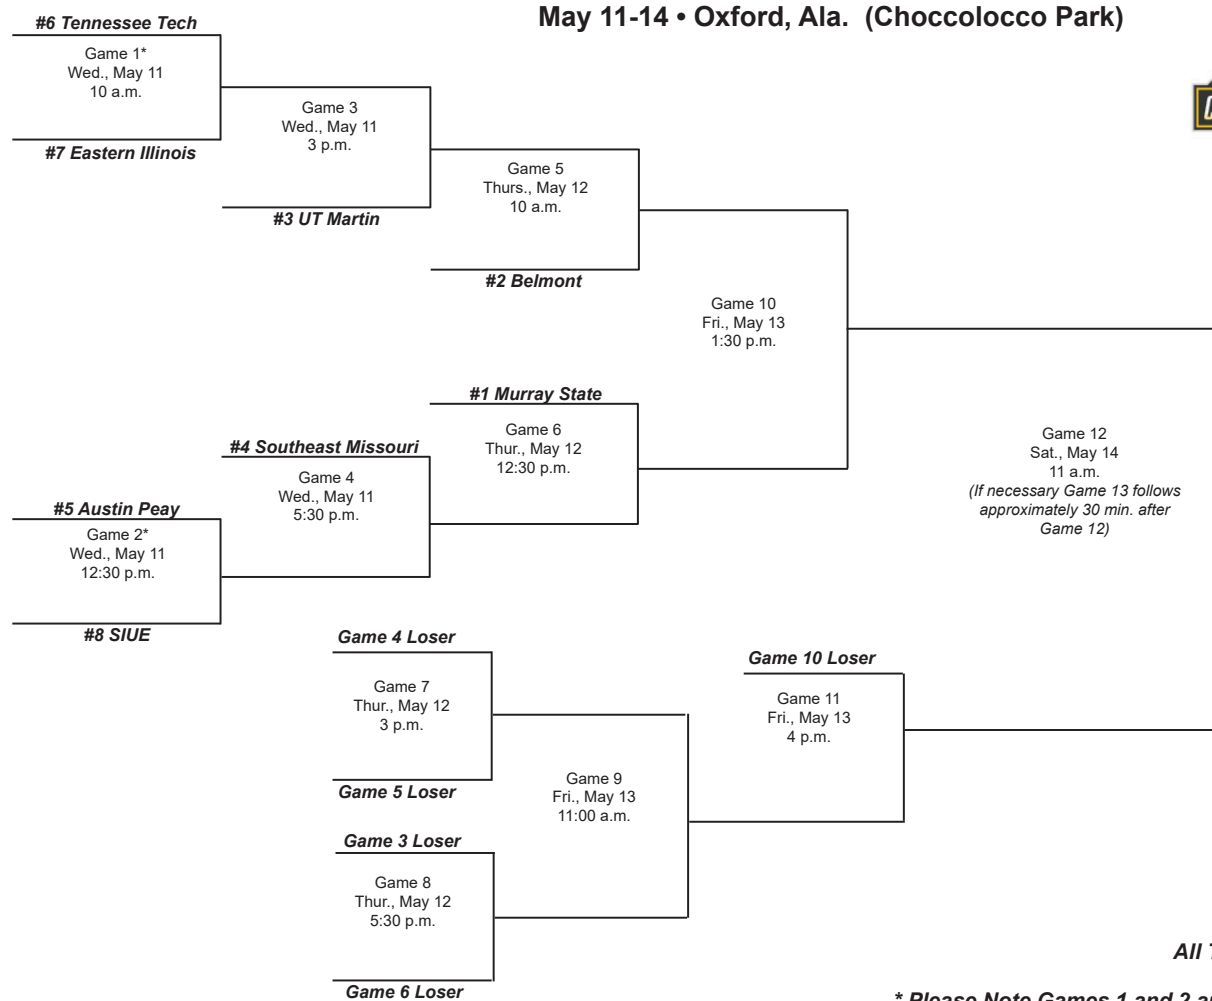 May 11-14 • Oxford, Ala. (Choccolocco Park)
#6 Tennessee Tech
Game 1*
Wed., May 11
10 a.m.
#7 Eastern Illinois
Game 3
Wed., May 11
3 p.m.
#3 UT Martin
Game 5
Thurs., May 12
10 a.m.
#2 Belmont
Game 10
Fri., May 13
1:30 p.m.
#1 Murray State
Game 6
Thur., May 12
12:30 p.m.
#4 Southeast Missouri
Game 4
Wed., May 11
5:30 p.m.
#5 Austin Peay
Game 2*
Wed., May 11
12:30 p.m.
#8 SIUE
Game 12
Sat., May 14
11 a.m.
(If necessary Game 13 follows
approximately 30 min. after
Game 12)
Game 4 Loser
Game 7
Thur., May 12
3 p.m.
Game 5 Loser
Game 9
Fri., May 13
11:00 a.m.
Game 3 Loser
Game 8
Thur., May 12
5:30 p.m.
Game 6 Loser
Game 10 Loser
Game 11
Fri., May 13
4 p.m.
All
* Please Note Games 1 and 2